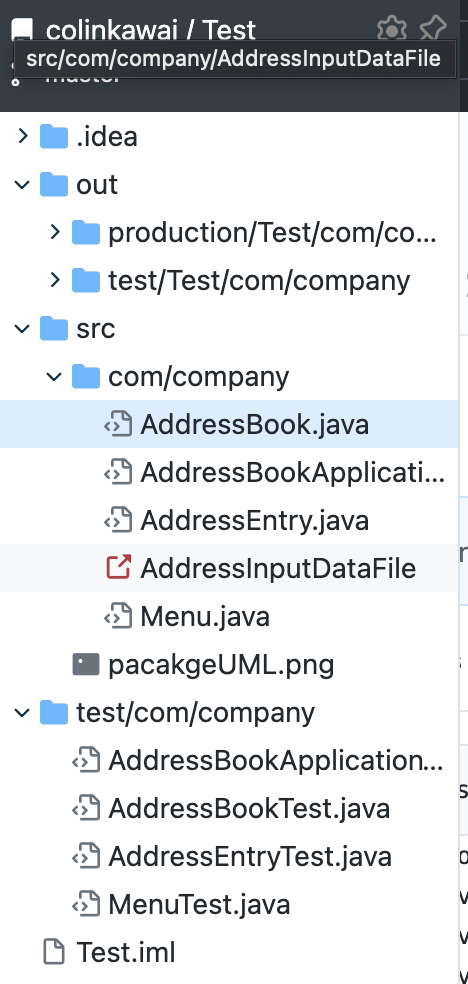 colinkawai / Test
src/com/company/AddressInputDataFile
master
.idea
out
production/Test/com/co...
test/Test/com/company
src
com/company
AddressBook.java
AddressBookApplicati...
AddressEntry.java
AddressInputDataFile
Menu.java
pacakgeUML.png
test/com/company
AddressBookApplication...
AddressBookTest.java
AddressEntryTest.java
MenuTest.java
Test.iml